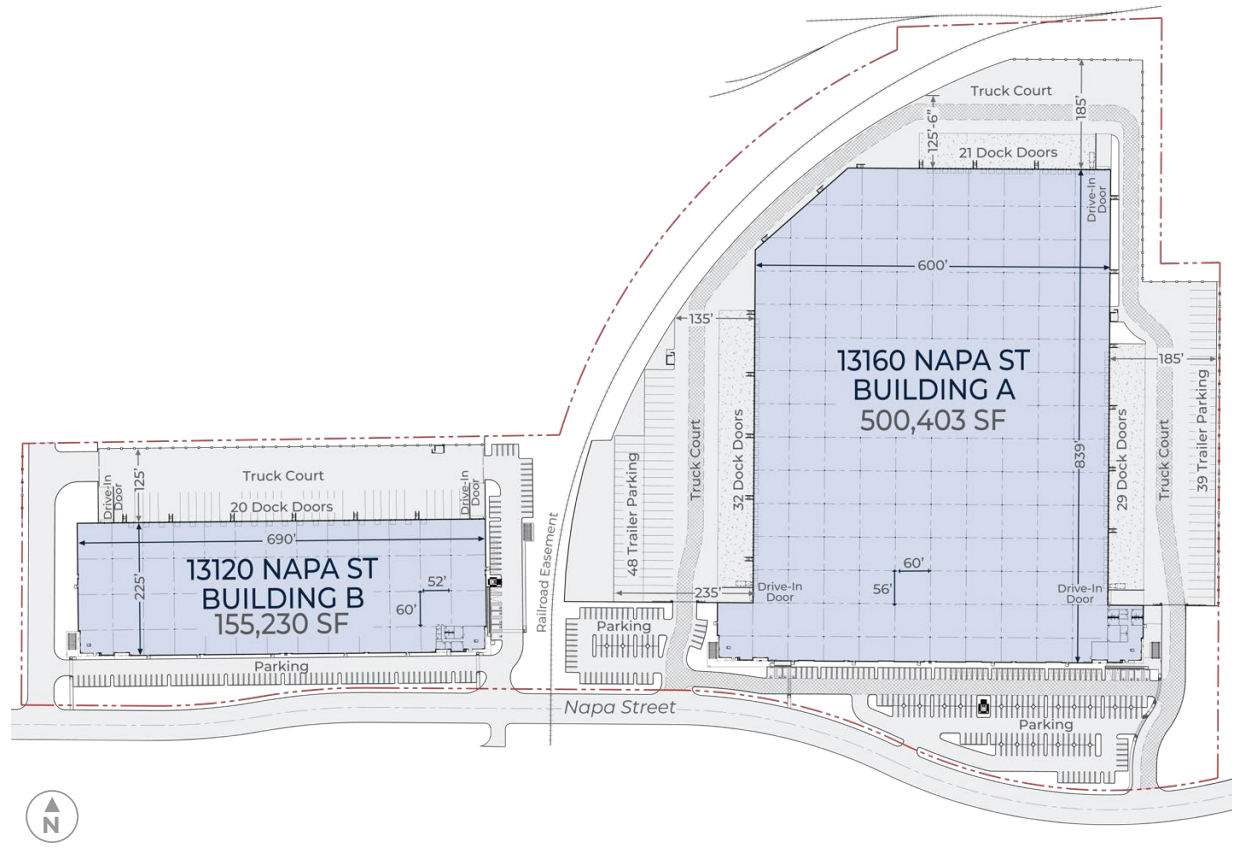 Truck Court
185'
125'-6"
21 Dock Doors
Drive-In
Door
600'
135'
13160 NAPA ST
BUILDING A
500,403 SF
185'
839'
32 Dock Doors
Truck Court
48 Trailer Parking
29 Dock Doors
Truck Court
39 Trailer Parking
60'
56'
235'
Drive-In
Door
Drive-In
Door
Parking
Parking
125'
Truck Court
Drive-In
Door
20 Dock Doors
Drive-In
Door
690'
225'
13120 NAPA ST
BUILDING B
155,230 SF
52'
60'
Parking
Railroad Easement
Napa Street
N